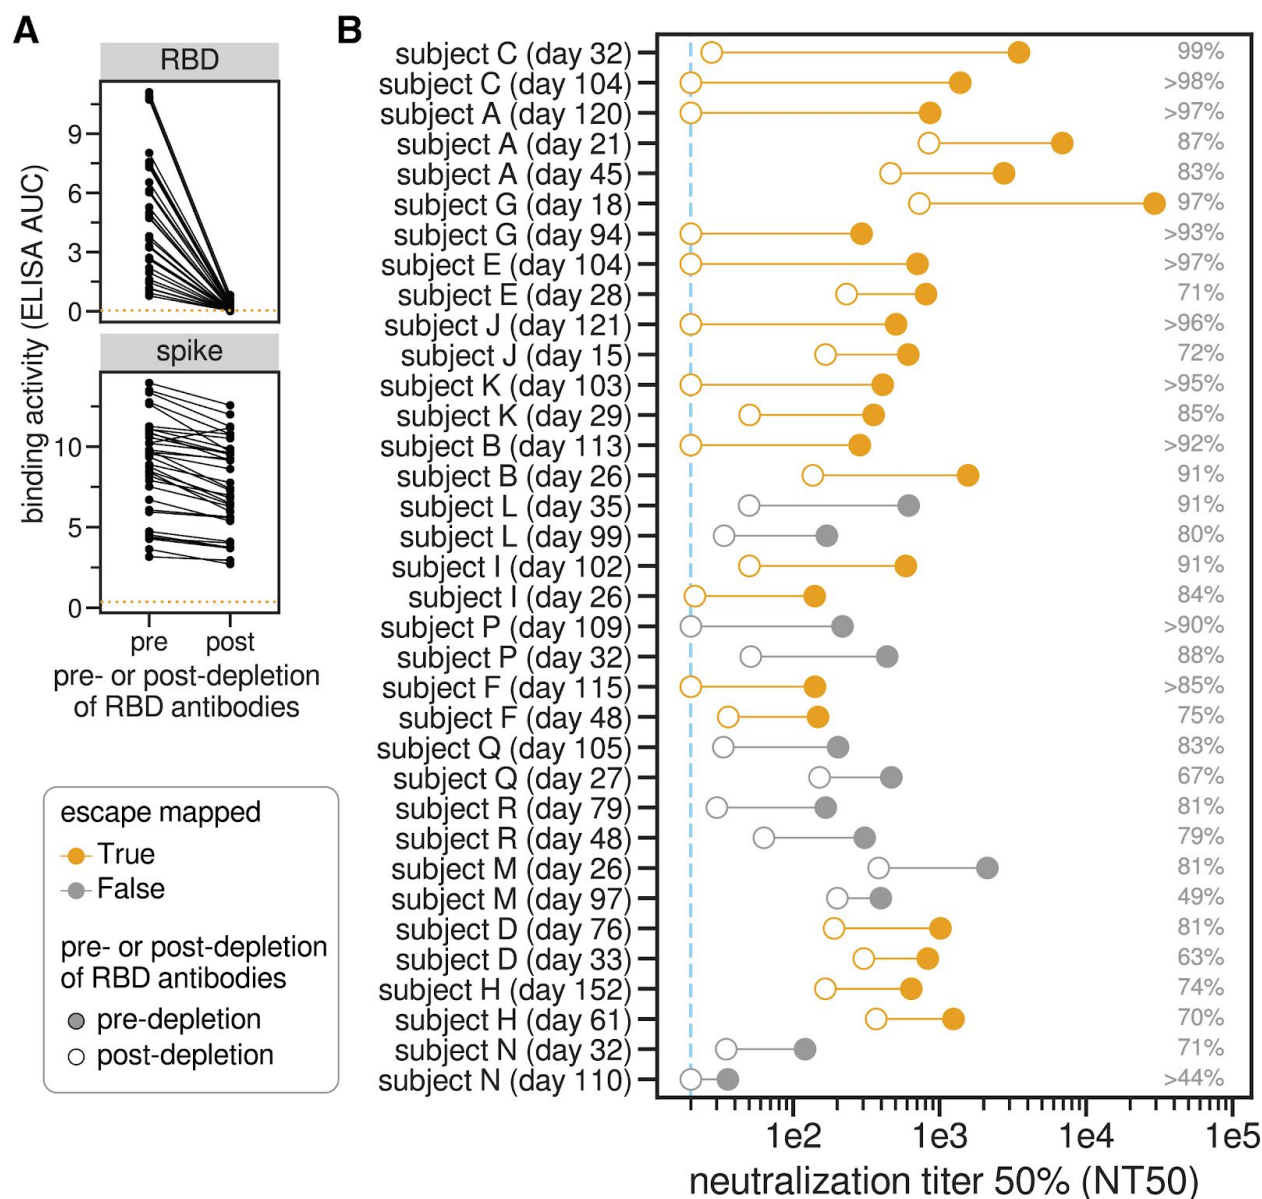 A
RBD
9
6
3
0
spike
10
5
0
binding activity (ELISA AUC)
pre post
pre- or post-depletion
of RBD antibodies
escape mapped
True
False
pre- or post-depletion
of RBD antibodies
pre-depletion
post-depletion
B
subject C (day 32) 99%
subject C (day 104) >98%
subject A (day 120) >97%
subject A (day 21) 87%
subject A (day 45) 83%
subject G (day 18) 97%
subject G (day 94) >93%
subject E (day 104) >97%
subject E (day 28) 71%
subject J (day 121) >96%
subject J (day 15) 72%
subject K (day 103) >95%
subject K (day 29) 85%
subject B (day 113) >92%
subject B (day 26) 91%
subject L (day 35) 91%
subject L (day 99) 80%
subject I (day 102) 91%
subject I (day 26) 84%
subject P (day 109) >90%
subject P (day 32) 88%
subject F (day 115) >85%
subject F (day 48) 75%
subject Q (day 105) 83%
subject Q (day 27) 67%
subject R (day 79) 81%
subject R (day 48) 79%
subject M (day 26) 81%
subject M (day 97) 49%
subject D (day 76) 81%
subject D (day 33) 63%
subject H (day 152) 74%
subject H (day 61) 70%
subject N (day 32) 71%
subject N (day 110) >44%
1e2 1e3 1e4 1e5
neutralization titer 50% (NT50)